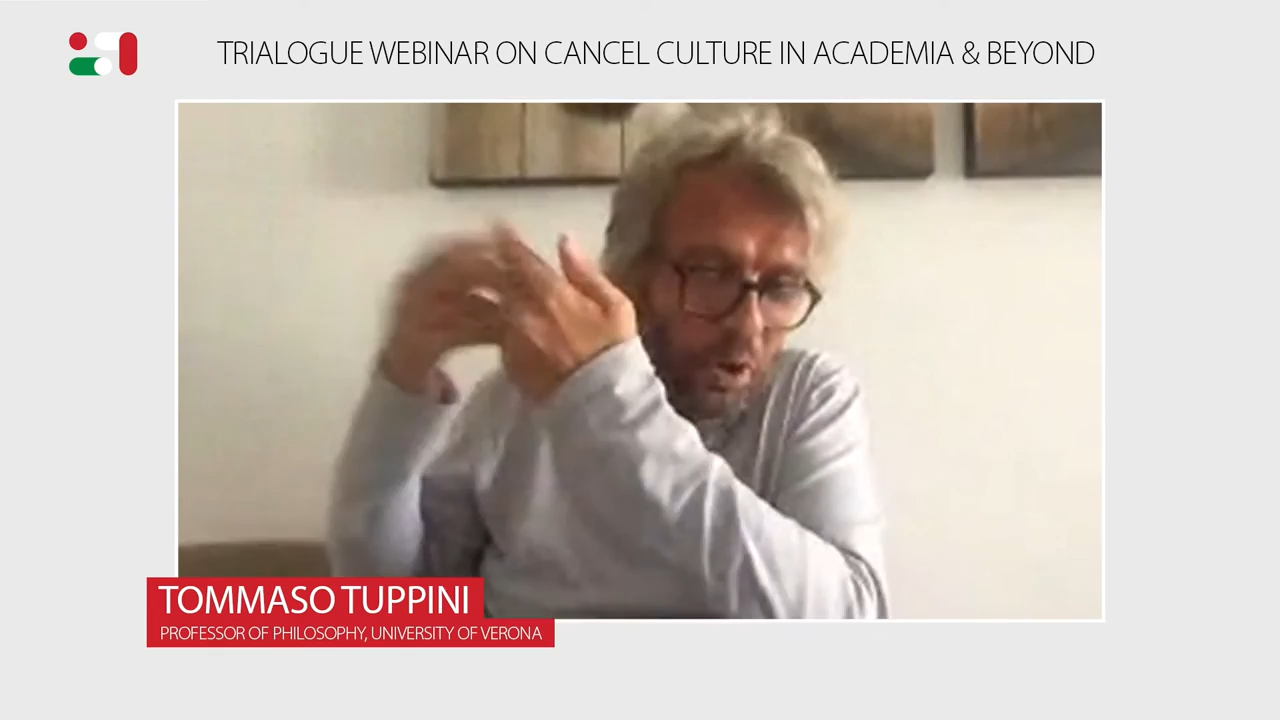 TRIALOGUE WEBINAR ON CANCEL CULTURE IN ACADEMIA & BEYOND
TOMMASO TUPPINI
PROFESSOR OF PHILOSOPHY, UNIVERSITY OF VERONA